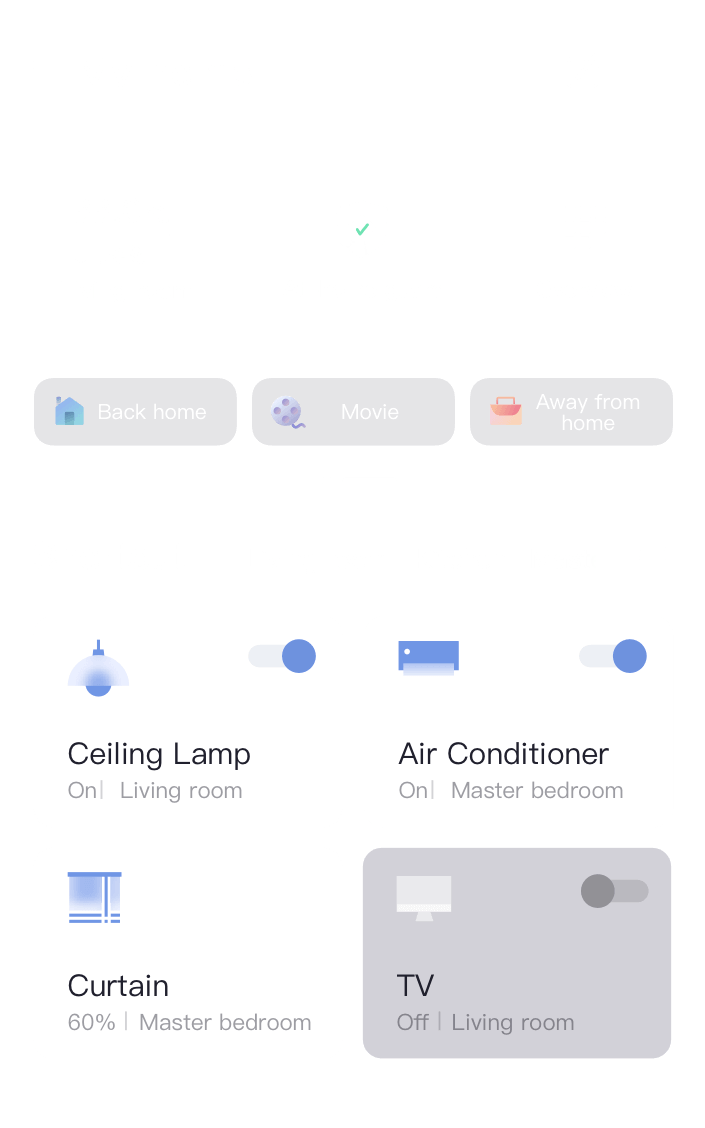 Back home
Movie
Away from
home
Ceiling Lamp
On| Living room
Air Conditioner
On| Master bedroom
Curtain
60% | Master bedroom
TV
Off | Living room